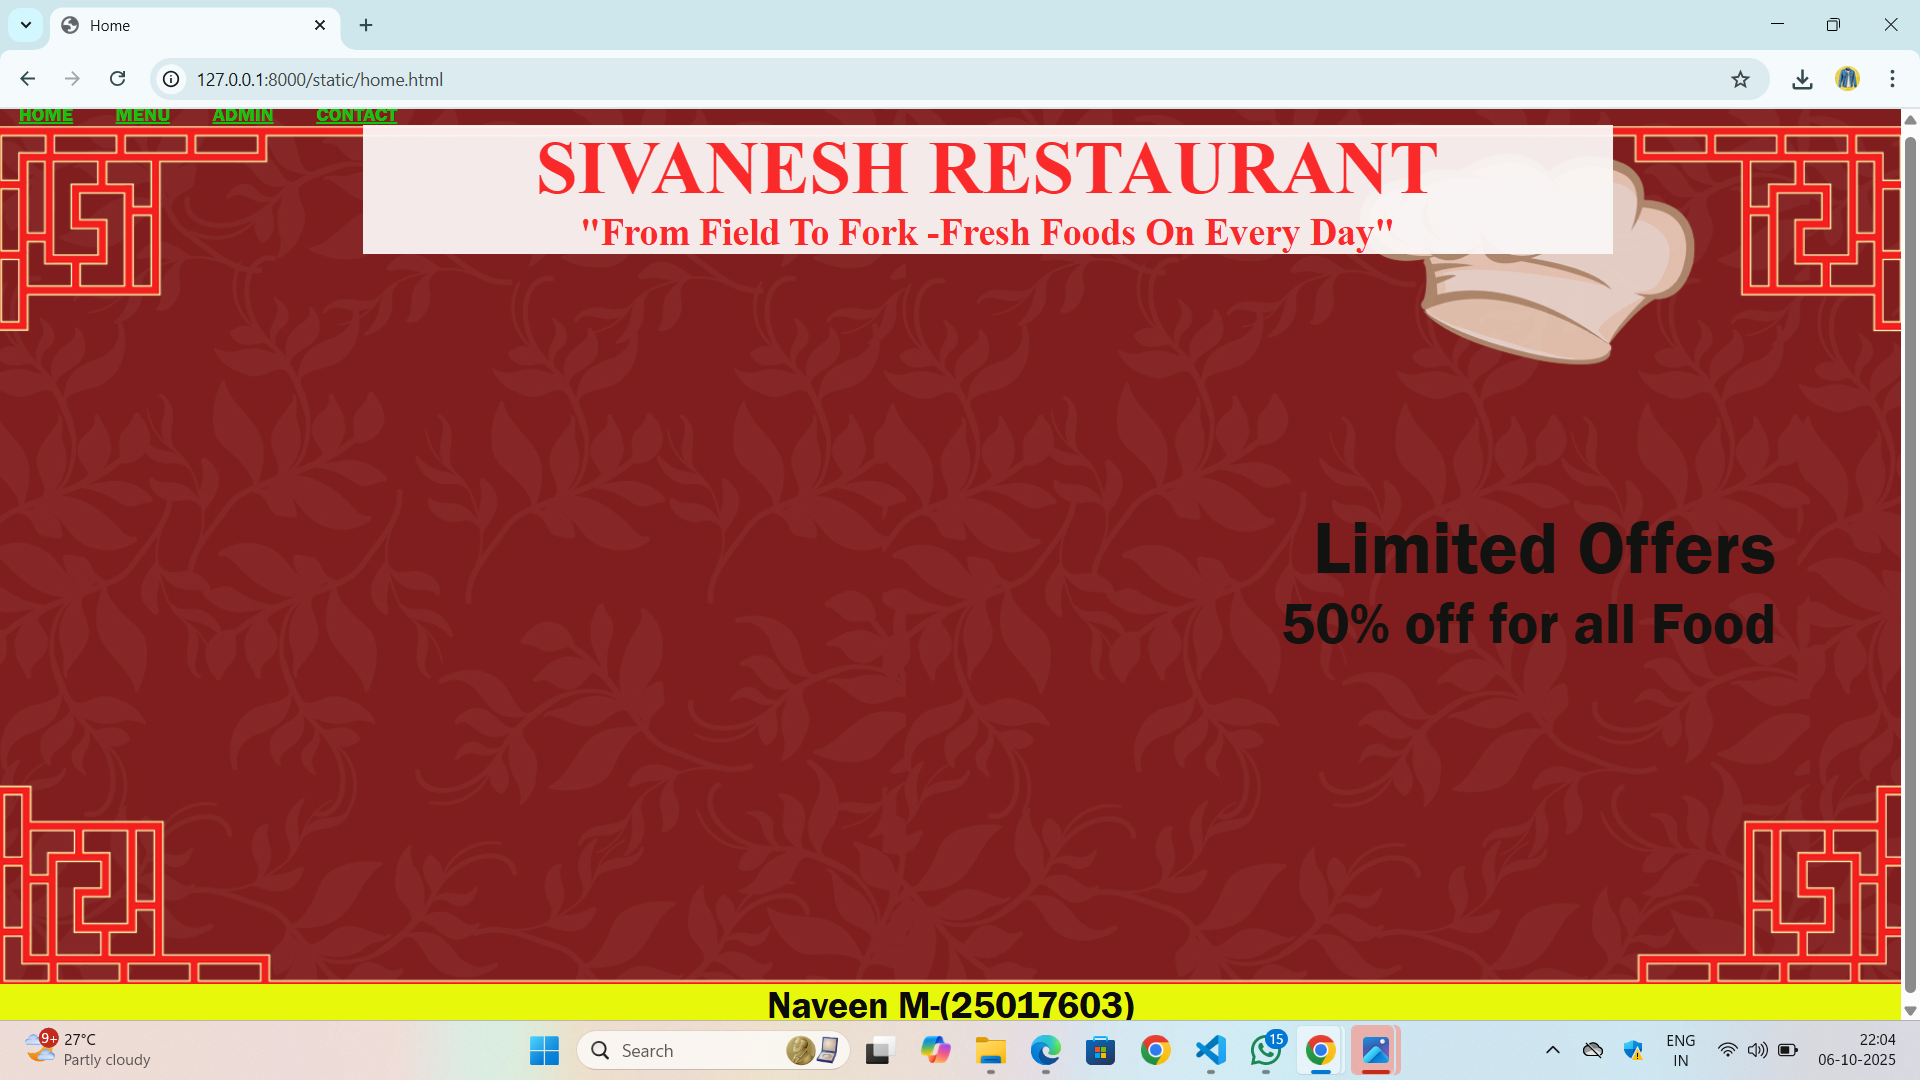 Home
127.0.0.1:8000/static/home.html
HOME MENU ADMIN CONTACT
SIVANESH RESTAURANT
"From Field To Fork -Fresh Foods On Every Day"
Limited Offers
50% off for all Food
Naveen M-(25017603)
9+
27°C
Partly cloudy
Search
15
ENG
IN
22:04
06-10-2025